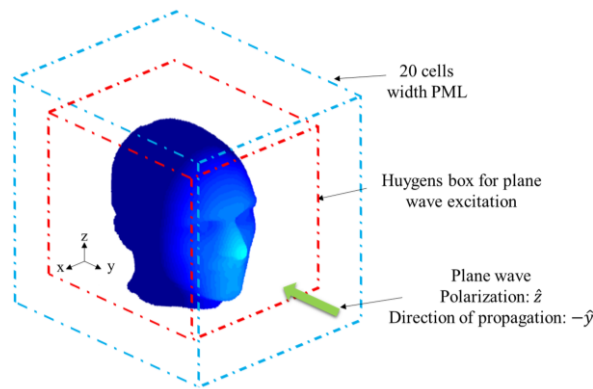 20 cells
width PML
Huygens box for plane
wave excitation
z
x
y
Plane wave
Polarization: ẑ
Direction of propagation: −ŷ